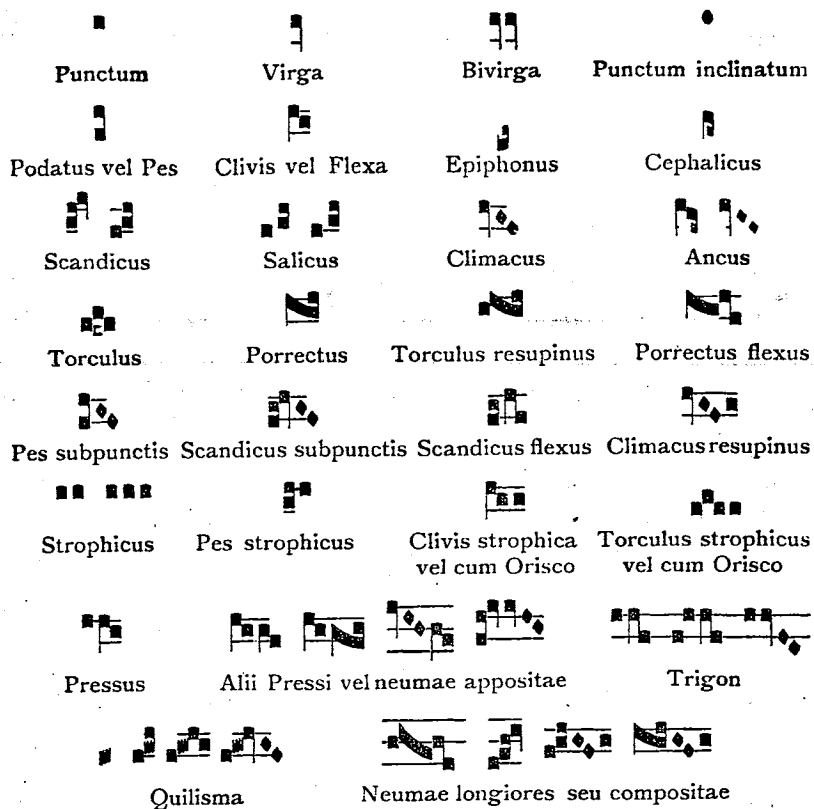 Punctum Virga Bivirga Punctum inclinatum
Podatus vel Pes Clivis vel Flexa Epiphonus Cephalicus
Scandicus Salicus Climacus Ancus
Torculus Porrectus Torculus resupinus Porrectus flexus
Pes subpunctis Scandicus subpunctis Scandicus flexus Climacus resupinus
Strophicus Pes strophicus Clivis strophica Torculus strophicus
vel cum Orisco vel cum Orisco
Pressus Alii Pressi vel neumae appositae Trigon
Quilisma Neumae longiores seu compositae